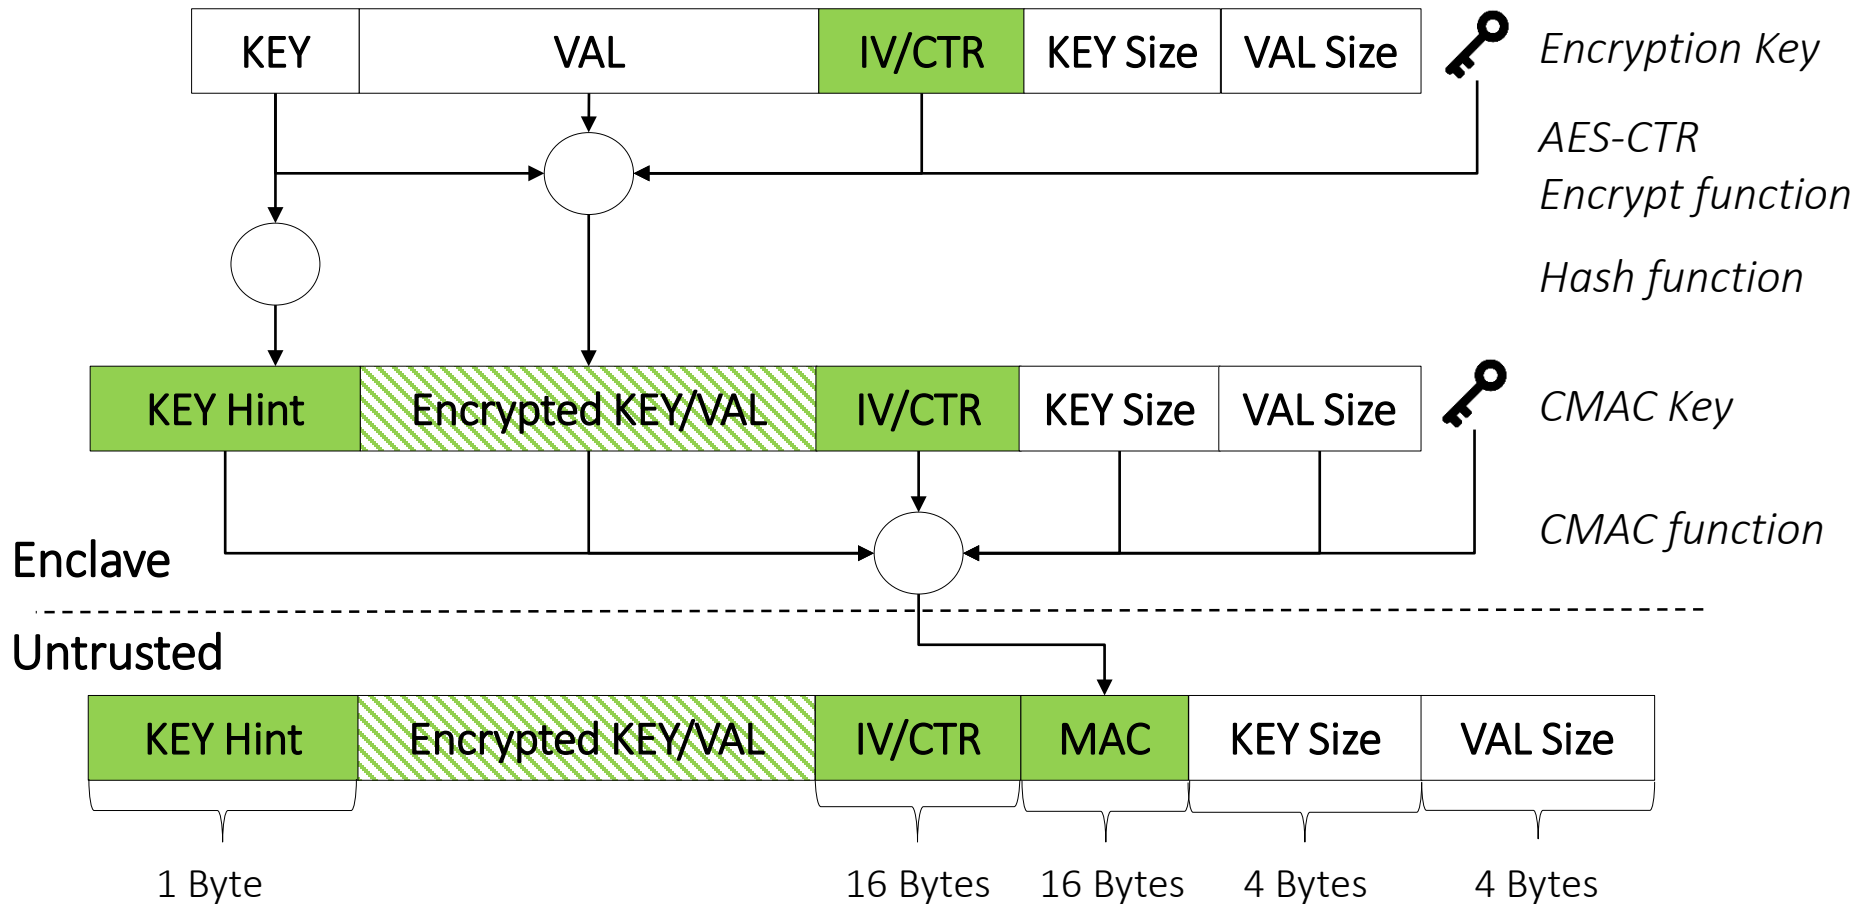 KEY VAL IV/CTR KEY Size VAL Size Encryption Key
AES-CTR
Encrypt function
Hash function
KEY Hint Encrypted KEY/VAL IV/CTR KEY Size VAL Size CMAC Key
CMAC function
Enclave
Untrusted
KEY Hint Encrypted KEY/VAL IV/CTR MAC KEY Size VAL Size
1 Byte 16 Bytes 16 Bytes 4 Bytes 4 Bytes